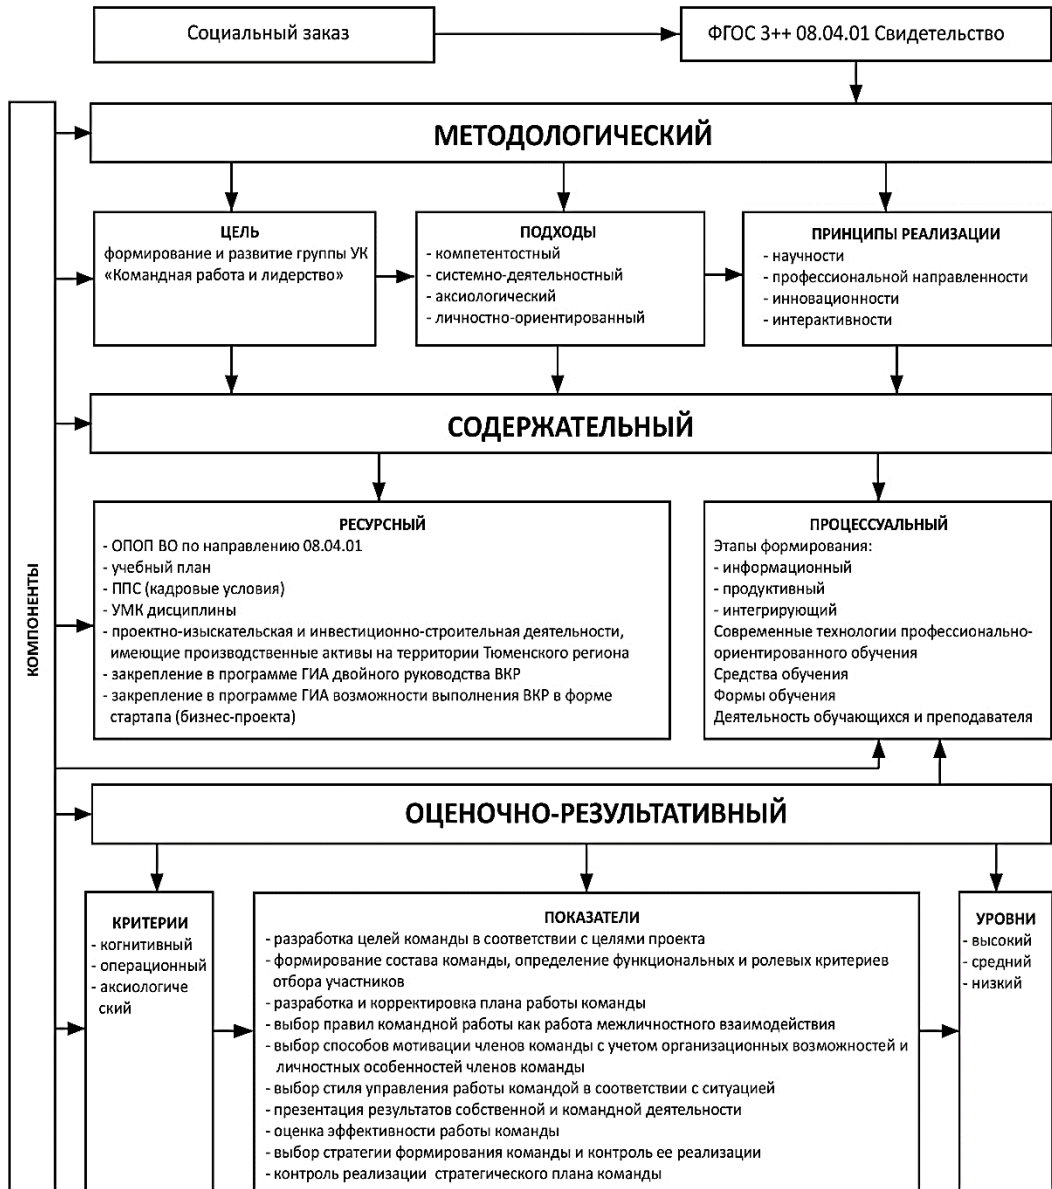 Социальный заказ
ФГОС 3++ 08.04.01 Свидетельство
КОМПОНЕНТЫ
МЕТОДОЛОГИЧЕСКИЙ
ЦЕЛЬ
формирование и развитие группы УК
«Командная работа и лидерство»
ПОДХОДЫ
- компетентостный
- системно-деятельностный
- аксиологический
- личностно-ориентированный
ПРИНЦИПЫ РЕАЛИЗАЦИИ
- научности
- профессиональной направленности
- инновационности
- интерактивности
СОДЕРЖАТЕЛЬНЫЙ
РЕСУРСНЫЙ
- ОПОП ВО по направлению 08.04.01
- учебный план
- ППС (кадровые условия)
- УМК дисциплины
- проектно-изыскательская и инвестиционно-строительная деятельности,
имеющие производственные активы на территории Тюменского региона
- закрепление в программе ГИА двойного руководства ВКР
- закрепление в программе ГИА возможности выполнения ВКР в форме
стартапа (бизнес-проекта)
ПРОЦЕССУАЛЬНЫЙ
Этапы формирования:
- информационный
- продуктивный
- интегрирующий
Современные технологии профессионально-
ориентированного обучения
Средства обучения
Формы обучения
Деятельность обучающихся и преподавателя
ОЦЕНОЧНО-РЕЗУЛЬТАТИВНЫЙ
КРИТЕРИИ
- когнитивный
- операционный
- аксиологиче
ский
ПОКАЗАТЕЛИ
- разработка целей команды в соответствии с целями проекта
- формирование состава команды, определение функциональных и ролевых критериев
отбора участников
- разработка и корректировка плана работы команды
- выбор правил командной работы как работа межличностного взаимодействия
- выбор способов мотивации членов команды с учетом организационных возможностей и
личностных особенностей членов команды
- выбор стиля управления работы командой в соответствии с ситуацией
- презентация результатов собственной и командной деятельности
- оценка эффективности работы команды
- выбор стратегии формирования команды и контроль ее реализации
- контроль реализации стратегического плана команды
УРОВНИ
- высокий
- средний
- низкий